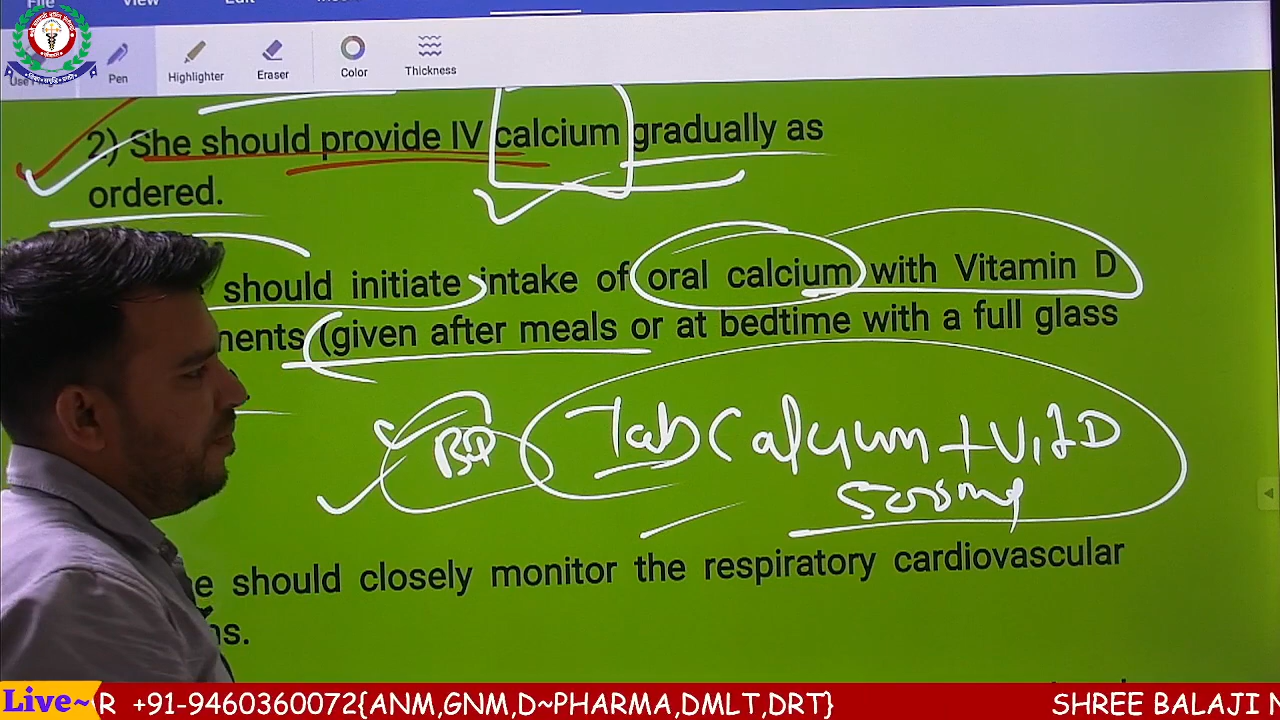 File View Edit
Pen Highlighter Eraser Color Thickness
2) She should provide IV calcium gradually as
ordered.
should initiate intake of oral calcium with Vitamin D
ments (given after meals or at bedtime with a full glass
Tab Calcium + Vit D
500mg
e should closely monitor the respiratory cardiovascular
ns.
Live~ R +91-9460360072{ANM,GNM,D~PHARMA,DMLT,DRT} SHREE BALAJI N